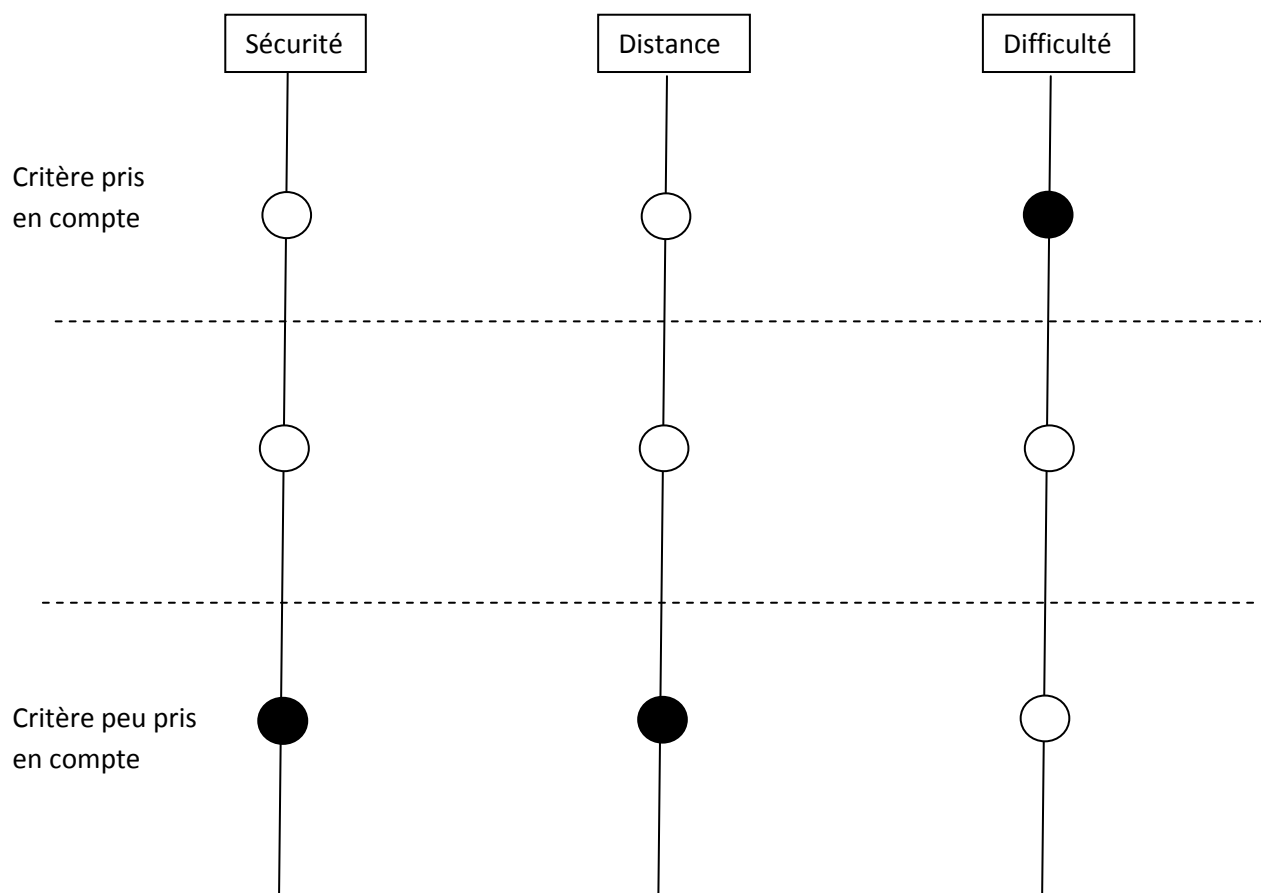 Sécurité
Distance
Difficulté
Critère pris
en compte
Critère peu pris
en compte